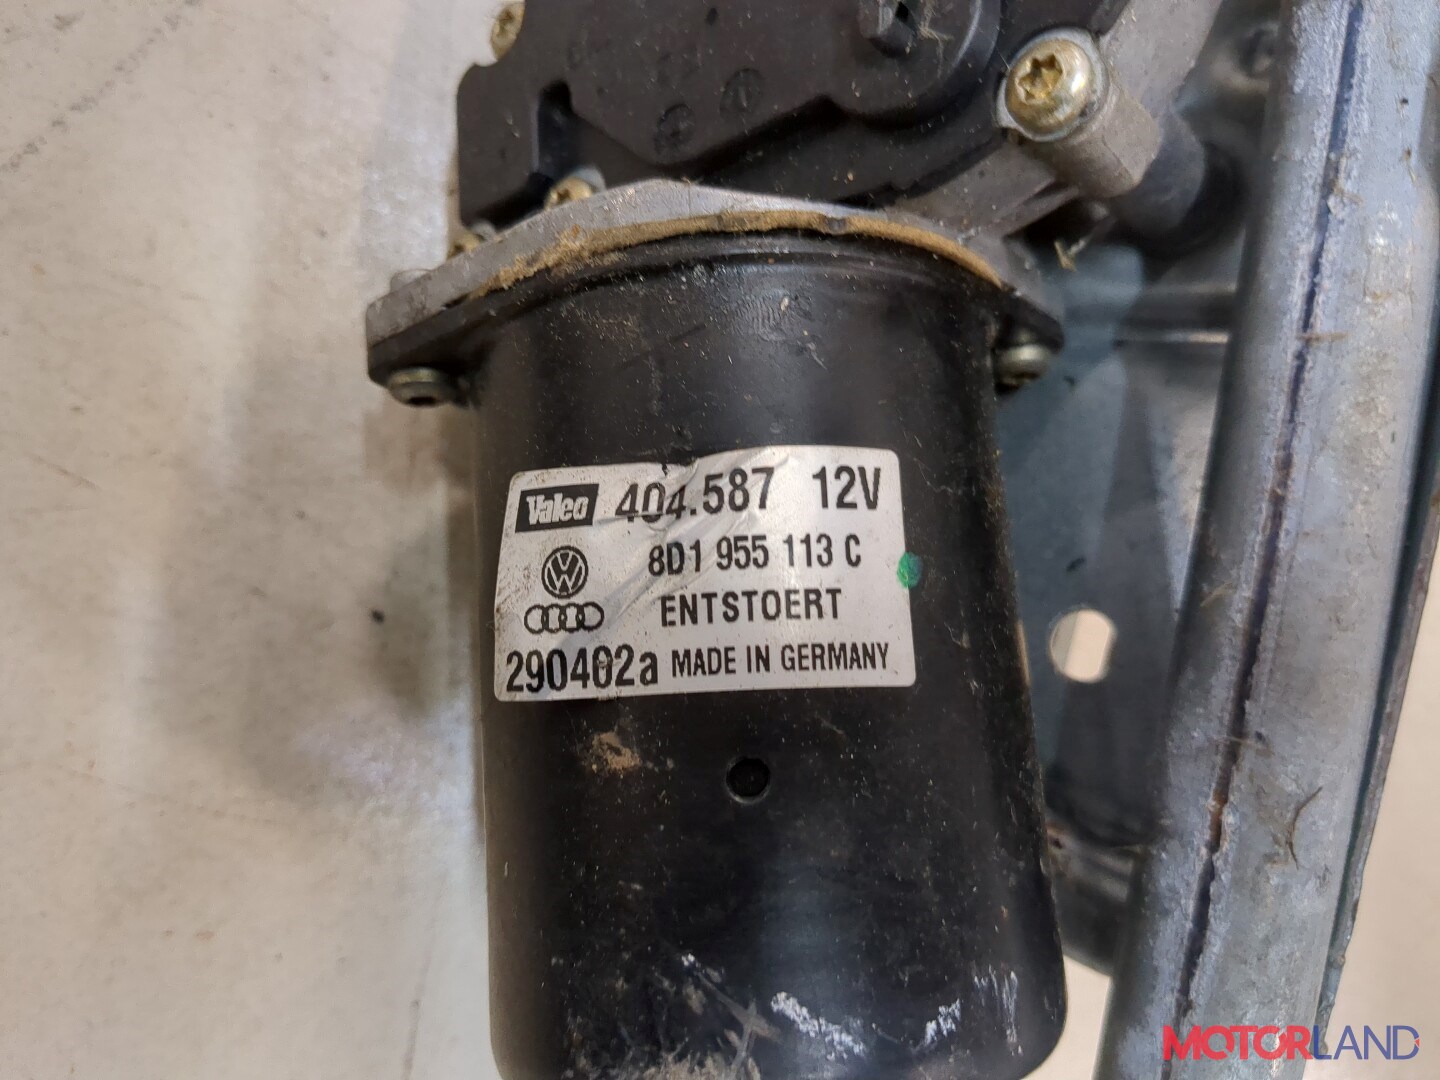 Valeo 404.587 12V
8D1 955 113 C
ENTSTOERT
290402a MADE IN GERMANY
MOTORLAND